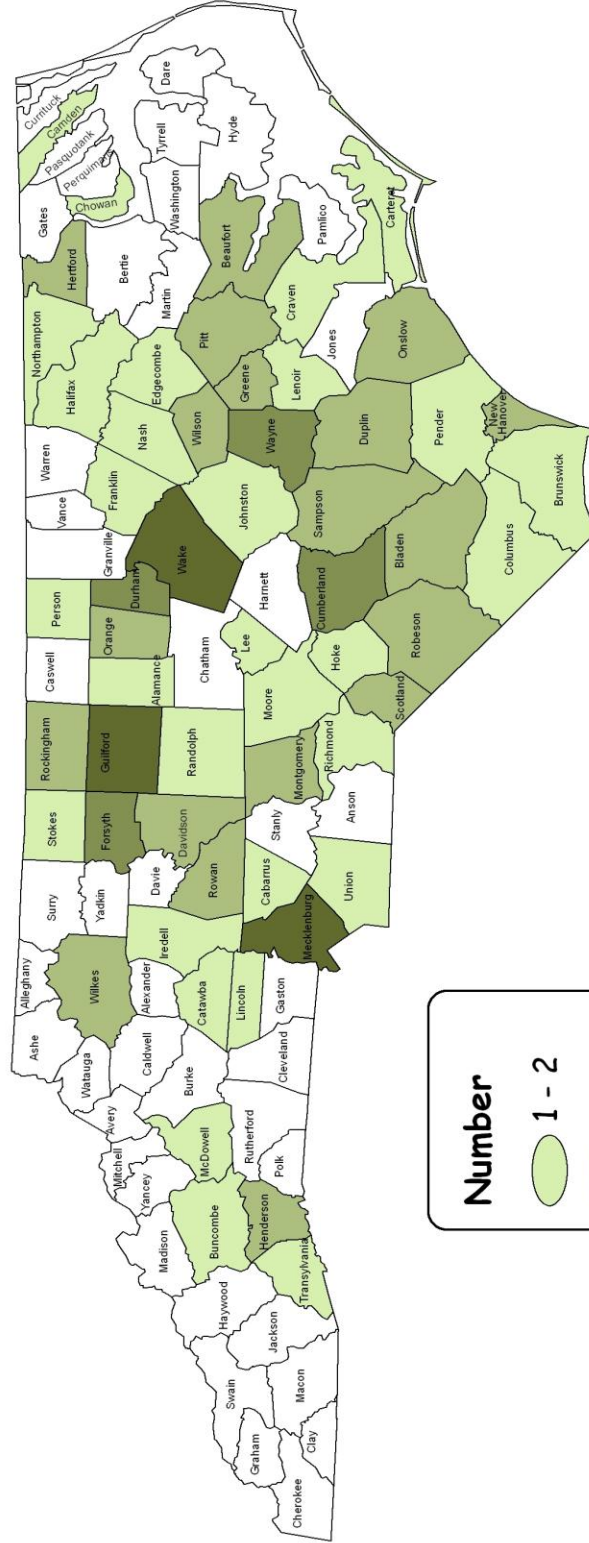 Cherokee
Graham
Clay
Swain
Macon
Jackson
Haywood
Transylvania
Madison
Buncombe
Henderson
Yancey
Mitchell
McDowell
Polk
Rutherford
Avery
Burke
Cleveland
Watauga
Caldwell
Ashe
Alleghany
Wilkes
Alexander
Catawba
Lincoln
Gaston
Iredell
Mecklenburg
Surry
Yadkin
Davie
Rowan
Cabarrus
Stanly
Union
Anson
Stokes
Forsyth
Davidson
Rockingham
Guilford
Randolph
Montgomery
Richmond
Caswell
Alamance
Chatham
Moore
Scotland
Hoke
Lee
Person
Orange
Durham
Granville
Vance
Warren
Franklin
Wake
Harnett
Cumberland
Robeson
Bladen
Columbus
Brunswick
Sampson
Johnston
Nash
Wilson
Wayne
Duplin
Pender
New
Hanover
Northampton
Halifax
Edgecombe
Pitt
Greene
Lenoir
Jones
Onslow
Hertford
Bertie
Martin
Beaufort
Craven
Pamlico
Carteret
Gates
Chowan
Perquimans
Pasquotank
Camden
Currituck
Washington
Tyrrell
Dare
Hyde
Number
1 - 2